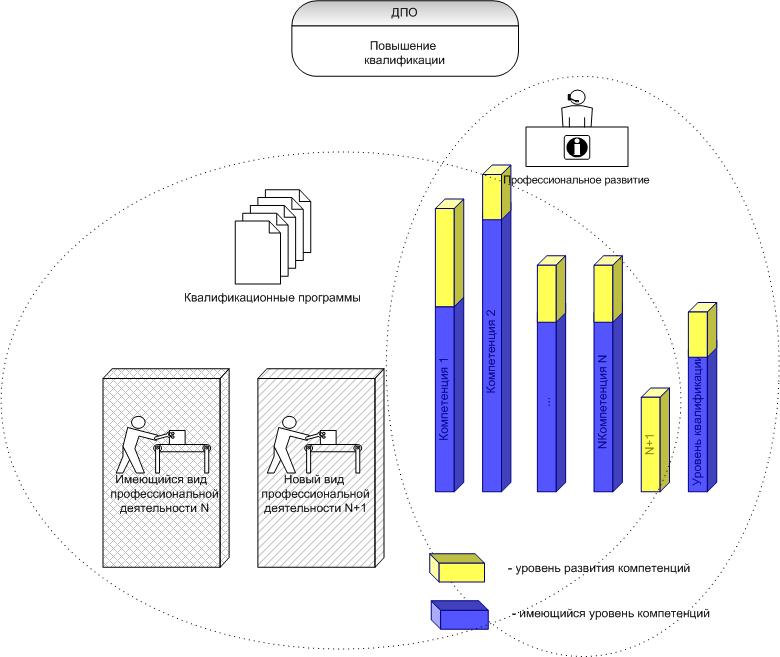 ДПО
Повышение
квалификации
Профессиональное развитие
Квалификационные программы
Компетенция 1
Компетенция 2
...
NКомпетенция N
N+1
Уровень квалификации
Имеющийся вид
профессиональной
деятельности N
Новый вид
профессиональной
деятельности N+1
- уровень развития компетенций
- имеющийся уровень компетенций